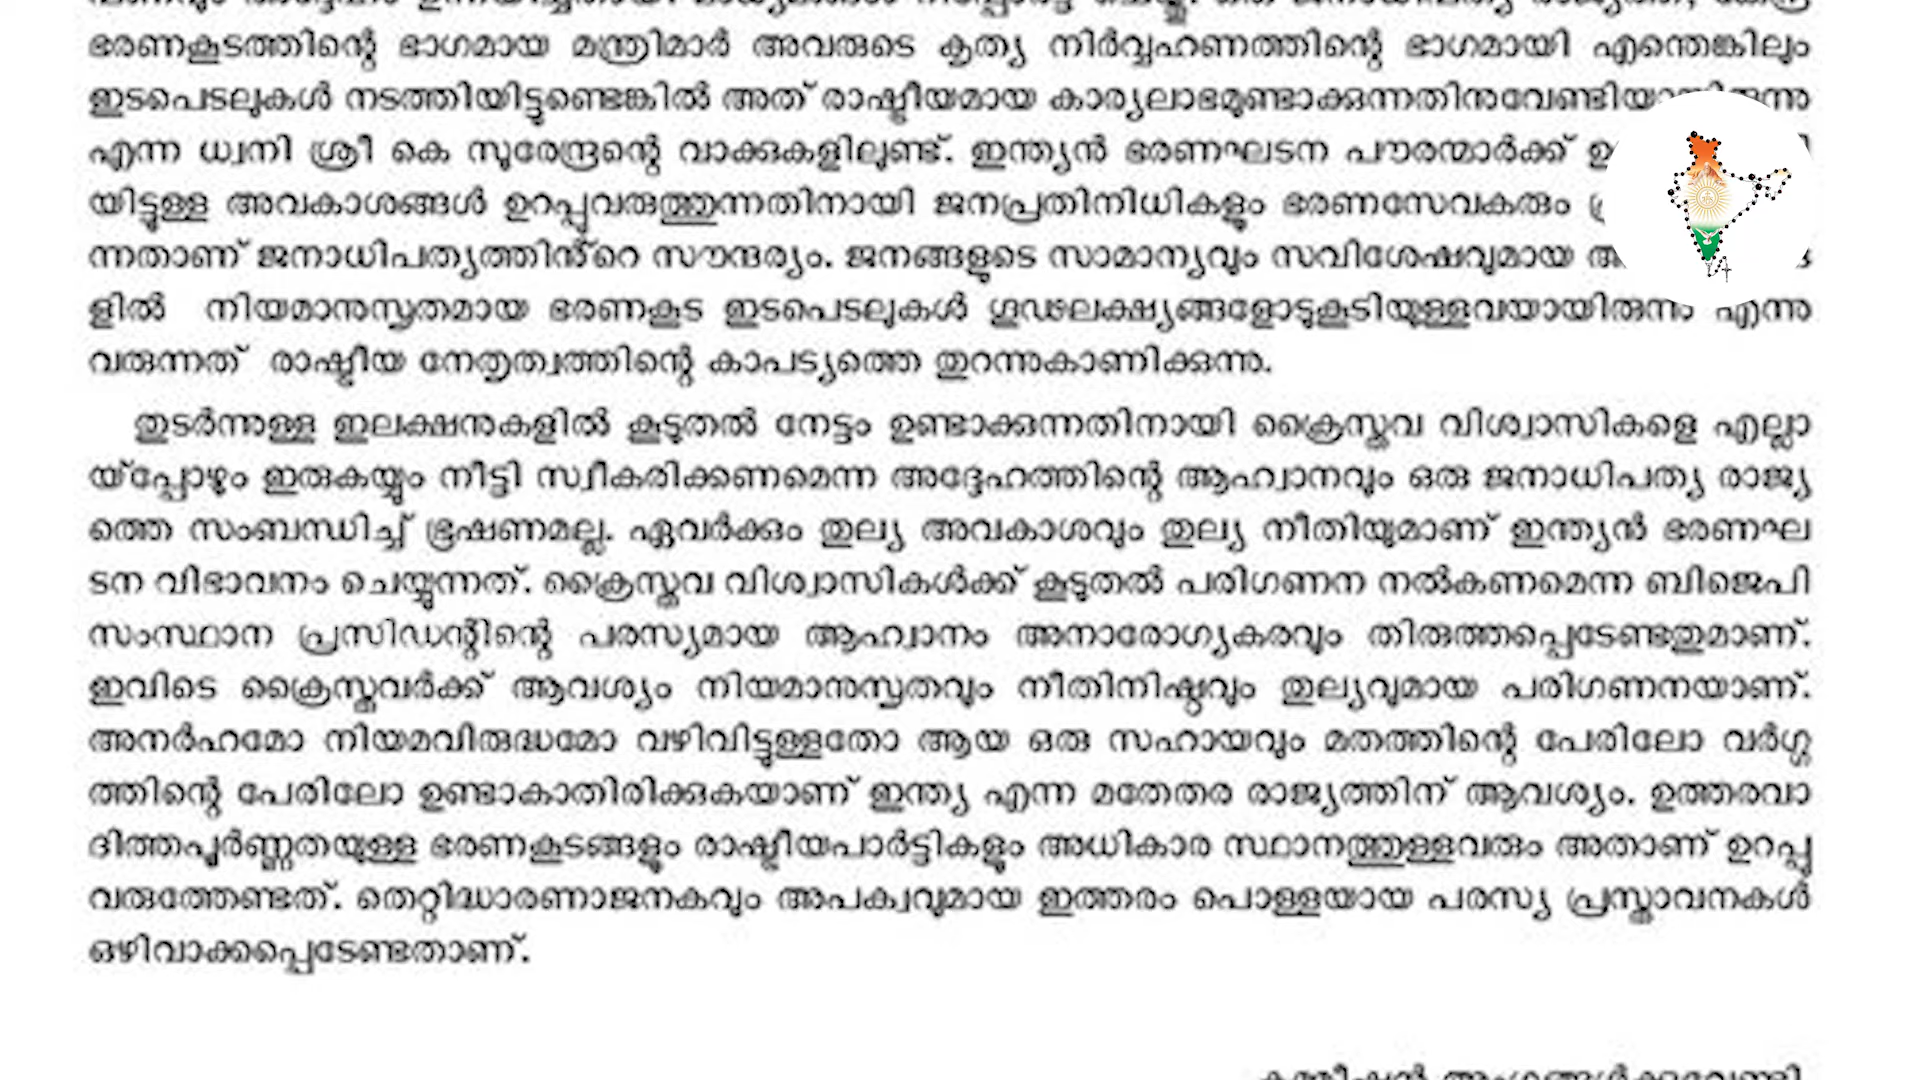 ഭരണകൂടത്തിന്റെ ഭാഗമായ മന്ത്രിമാർ അവരുടെ കൃത്യ നിർവ്വഹണത്തിന്റെ ഭാഗമായി എന്തെങ്കിലും
ഇടപെടലുകൾ നടത്തിയിട്ടുണ്ടെങ്കിൽ അത് രാഷ്ട്രീയമായ കാര്യലാഭമുണ്ടാക്കുന്നതിനുവേണ്ടിയായിരുന്നു
എന്ന ധ്വനി ശ്രീ കെ സുരേന്ദ്രന്റെ വാക്കുകളിലുണ്ട്. ഇന്ത്യൻ ഭരണഘടന പൗരന്മാർക്ക്
യിട്ടുള്ള അവകാശങ്ങൾ ഉറപ്പുവരുത്തുന്നതിനായി ജനപ്രതിനിധികളും ഭരണസേവകരും
ന്നതാണ് ജനാധിപത്യത്തിൻ്റെ സൗന്ദര്യം. ജനങ്ങളുടെ സാമാന്യവും സവിശേഷവുമായ
ളിൽ നിയമാനുസൃതമായ ഭരണകൂട ഇടപെടലുകൾ ഗൂഢലക്ഷ്യങ്ങളോടുകൂടിയുള്ളവയായിരുന്നു എന്നു
വരുന്നത് രാഷ്ട്രീയ നേതൃത്വത്തിന്റെ കാപട്യത്തെ തുറന്നുകാണിക്കുന്നു.
തുടർന്നുള്ള ഇലക്ഷനുകളിൽ കൂടുതൽ നേട്ടം ഉണ്ടാക്കുന്നതിനായി ക്രൈസ്തവ വിശ്വാസികളെ എല്ലാ
യ്പ്പോഴും ഇരുകയ്യും നീട്ടി സ്വീകരിക്കണമെന്ന അദ്ദേഹത്തിന്റെ ആഹ്വാനവും ഒരു ജനാധിപത്യ രാജ്യ
ത്തെ സംബന്ധിച്ച് ഭൂഷണമല്ല. ഏവർക്കും തുല്യ അവകാശവും തുല്യ നീതിയുമാണ് ഇന്ത്യൻ ഭരണഘ
ടന വിഭാവനം ചെയ്യുന്നത്. ക്രൈസ്തവ വിശ്വാസികൾക്ക് കൂടുതൽ പരിഗണന നൽകണമെന്ന ബിജെപി
സംസ്ഥാന പ്രസിഡന്റിന്റെ പരസ്യമായ ആഹ്വാനം അനാരോഗ്യകരവും തിരുത്തപ്പെടേണ്ടതുമാണ്.
ഇവിടെ ക്രൈസ്തവർക്ക് ആവശ്യം നിയമാനുസൃതവും നീതിനിഷ്ഠവും തുല്യവുമായ പരിഗണനയാണ്.
അനർഹമോ നിയമവിരുദ്ധമോ വഴിവിട്ടുള്ളതോ ആയ ഒരു സഹായവും മതത്തിന്റെ പേരിലോ വർഗ്ഗ
ത്തിന്റെ പേരിലോ ഉണ്ടാകാതിരിക്കുകയാണ് ഇന്ത്യ എന്ന മതേതര രാജ്യത്തിന് ആവശ്യം. ഉത്തരവാ
ദിത്തപൂർണ്ണതയുള്ള ഭരണകൂടങ്ങളും രാഷ്ട്രീയപാർട്ടികളും അധികാര സ്ഥാനത്തുള്ളവരും അതാണ് ഉറപ്പു
വരുത്തേണ്ടത്. തെറ്റിദ്ധാരണാജനകവും അപക്വവുമായ ഇത്തരം പൊള്ളയായ പരസ്യ പ്രസ്താവനകൾ
ഒഴിവാക്കപ്പെടേണ്ടതാണ്.